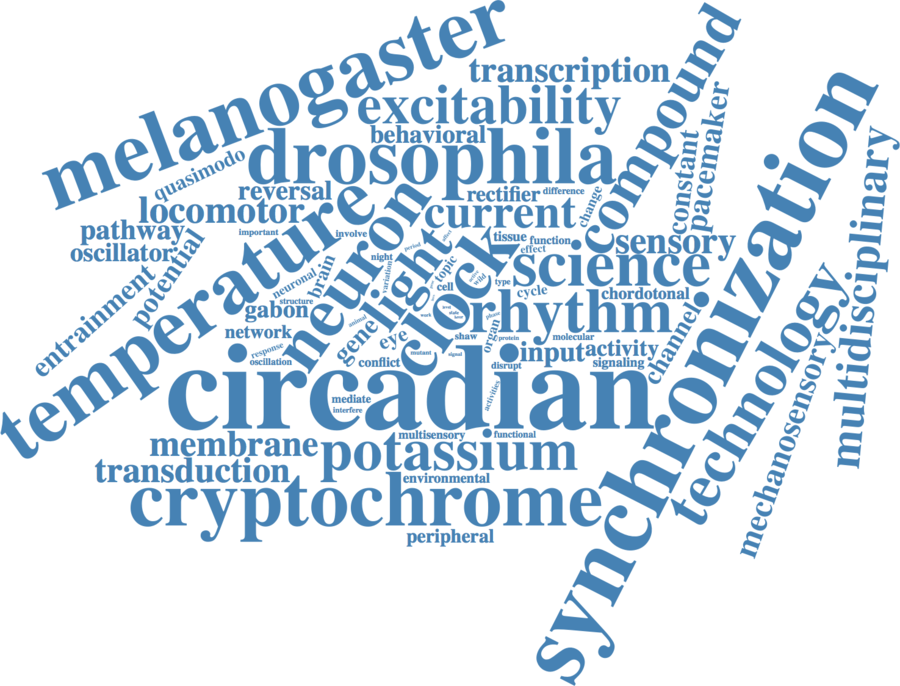 melanogaster
transcription
compound
excitability
behavioral
drosophila
quasimodo
reversal
rectifier
difference
constant
pacemaker
change
locomotor
current
pathway
important
involve
tissue
function
sensory
oscillator
potential
temperature
neuron
night
period
effect
science
topic
brain
neuronal
variation
cell
wild
type
cycle
chordotonal
entrainment
structure
gabon
light
clock
rhythm
phase
network
animal
gene
eye
work
shaw
organ
protein
molecular
channel
response
oscillation
conflict
mutant
signal
disrupt
input
activity
signaling
synchronization
technology
multidisciplinary
mechanosensory
circadian
mediate
interfere
activities
membrane
multisensory
functional
potassium
transduction
environmental
cryptochrome
peripheral